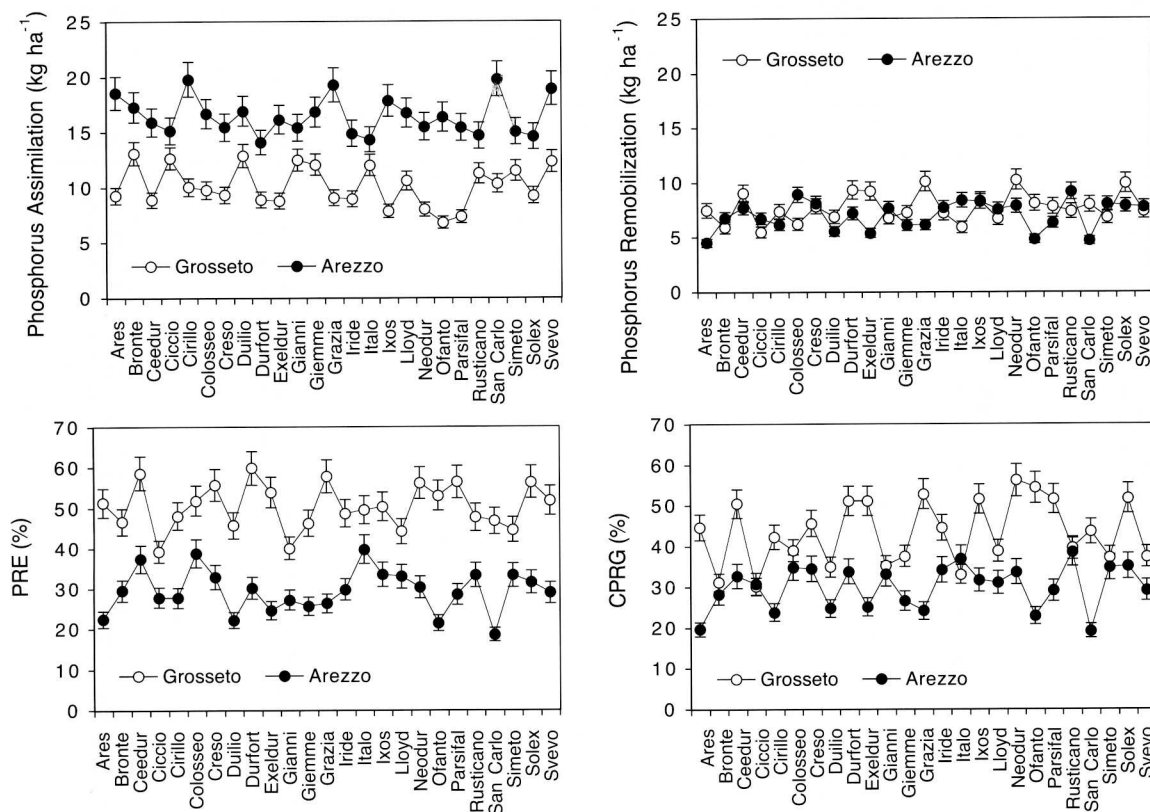 Phosphorus Assimilation (kg ha⁻¹)
25
20
15
10
5
0
Grosseto
Arezzo
Ares
Bronte
Ceedur
Ciccio
Cirillo
Colosseo
Creso
Duilio
Durfort
Exeldur
Gianni
Giemme
Grazia
Iride
Italo
Ixos
Lloyd
Neodur
Ofanto
Parsifal
Rusticano
San Carlo
Simeto
Solex
Svevo
Phosphorus Remobilization (kg ha⁻¹)
25
20
15
10
5
0
Grosseto
Arezzo
Ares
Bronte
Ceedur
Ciccio
Cirillo
Colosseo
Creso
Duilio
Durfort
Exeldur
Gianni
Giemme
Grazia
Iride
Italo
Ixos
Lloyd
Neodur
Ofanto
Parsifal
Rusticano
San Carlo
Simeto
Solex
Svevo
PRE (%)
70
60
50
40
30
20
10
0
Grosseto
Arezzo
Ares
Bronte
Ceedur
Ciccio
Cirillo
Colosseo
Creso
Duilio
Durfort
Exeldur
Gianni
Giemme
Grazia
Iride
Italo
Ixos
Lloyd
Neodur
Ofanto
Parsifal
Rusticano
San Carlo
Simeto
Solex
Svevo
CPRG (%)
70
60
50
40
30
20
10
0
Grosseto
Arezzo
Ares
Bronte
Ceedur
Ciccio
Cirillo
Colosseo
Creso
Duilio
Durfort
Exeldur
Gianni
Giemme
Grazia
Iride
Italo
Ixos
Lloyd
Neodur
Ofanto
Parsifal
Rusticano
San Carlo
Simeto
Solex
Svevo